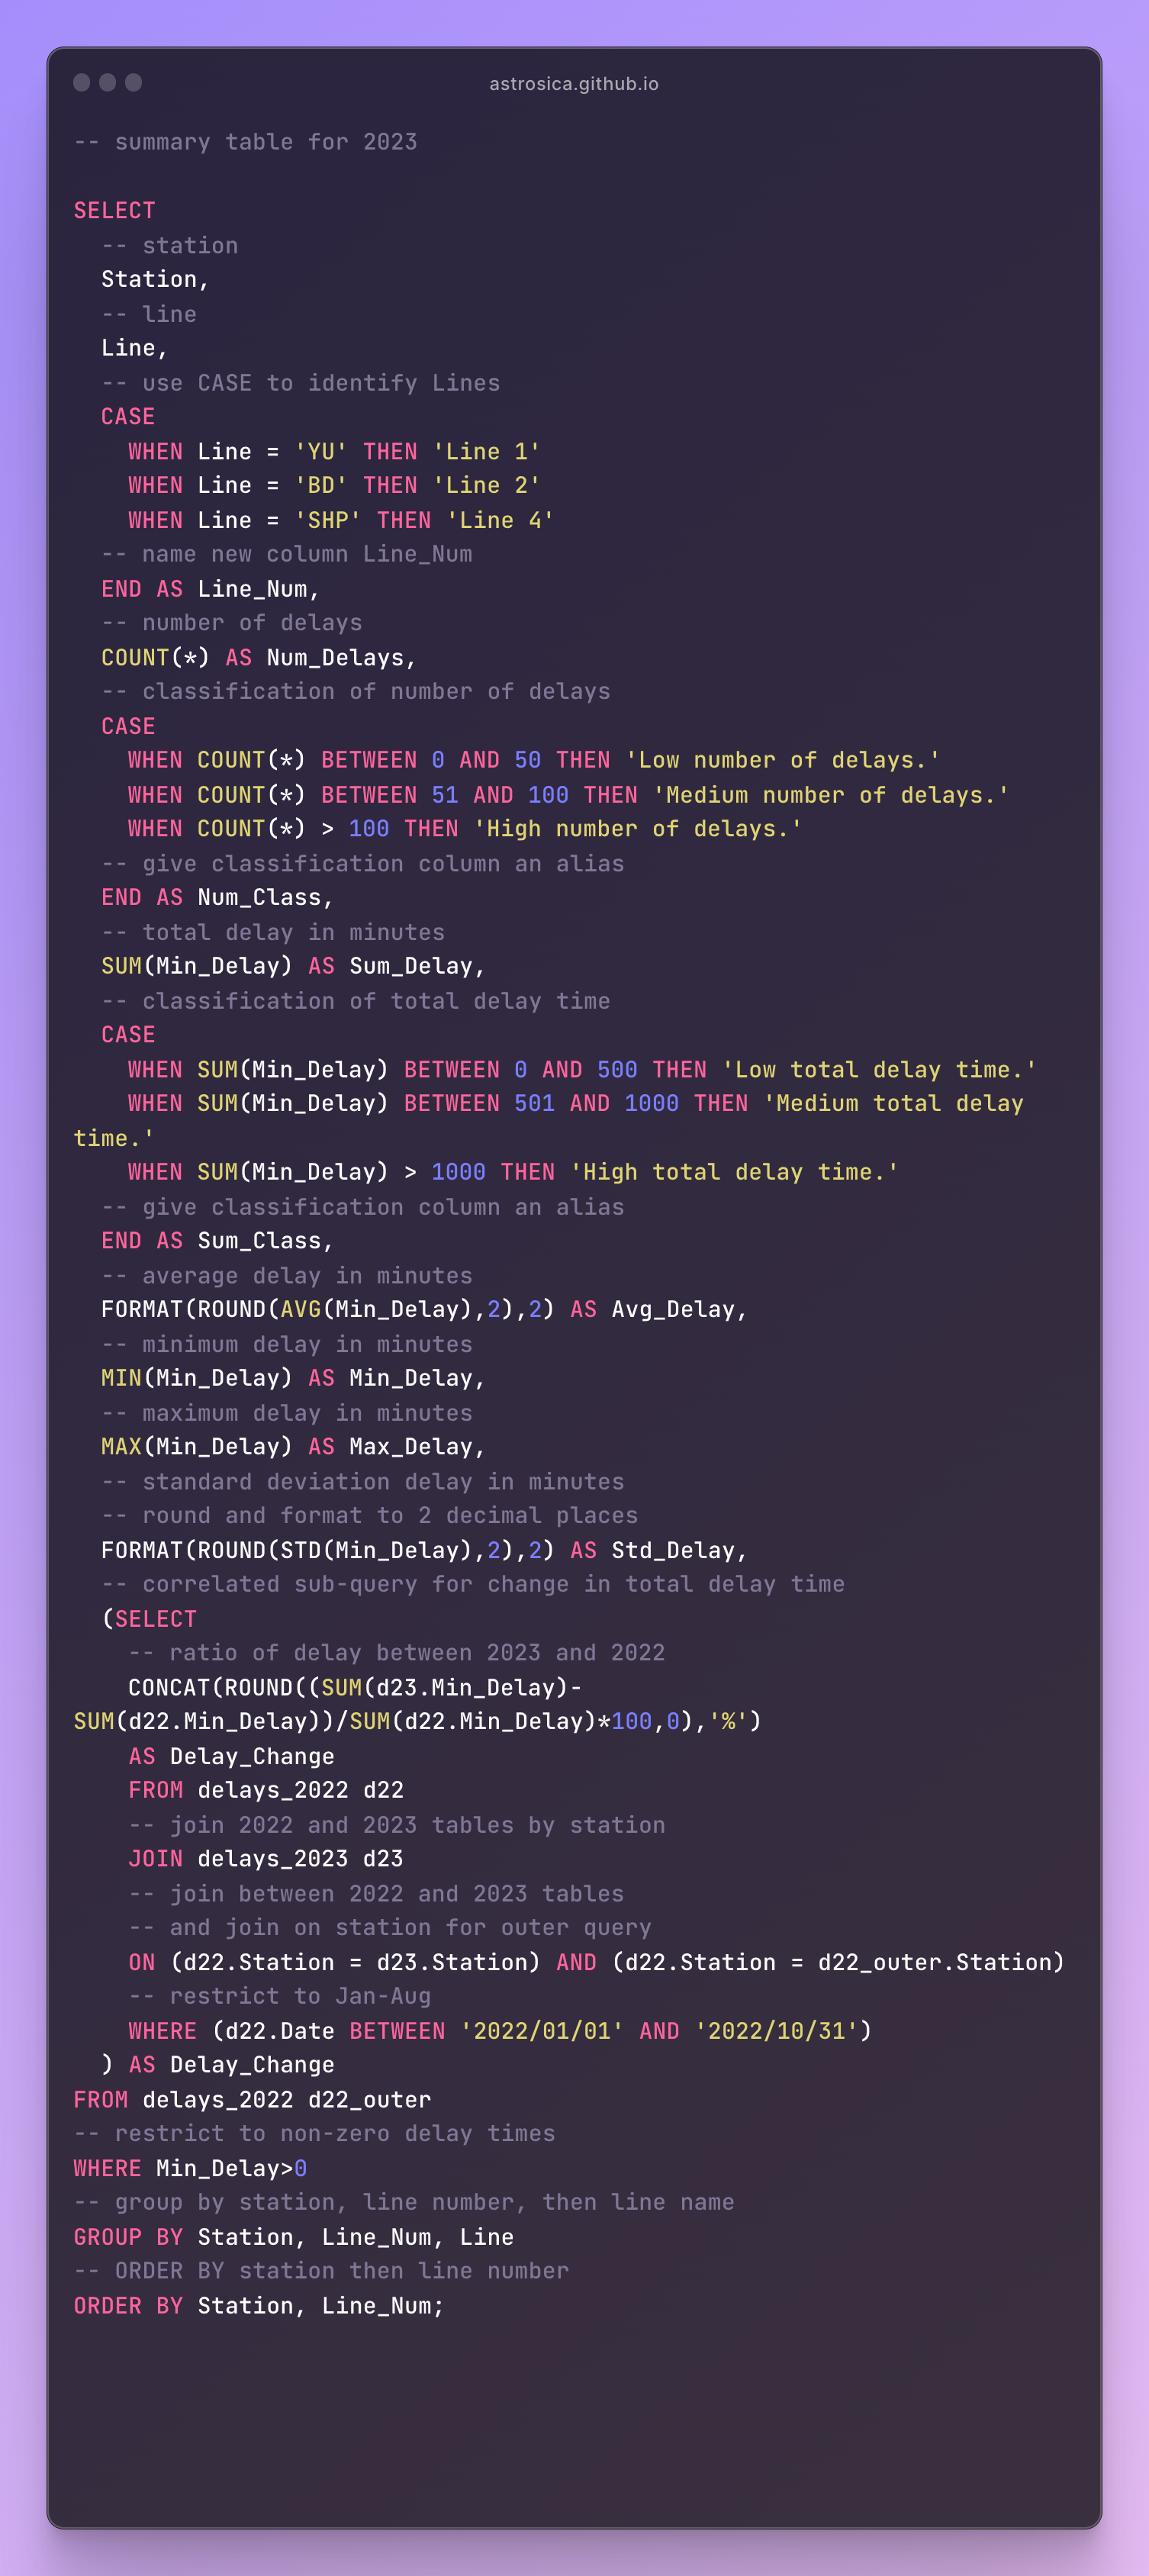 astrosica.github.io
-- summary table for 2023
SELECT
  -- station
  Station,
  -- line
  Line,
  -- use CASE to identify Lines
  CASE
    WHEN Line = 'YU' THEN 'Line 1'
    WHEN Line = 'BD' THEN 'Line 2'
    WHEN Line = 'SHP' THEN 'Line 4'
  -- name new column Line_Num
  END AS Line_Num,
  -- number of delays
  COUNT(*) AS Num_Delays,
  -- classification of number of delays
  CASE
    WHEN COUNT(*) BETWEEN 0 AND 50 THEN 'Low number of delays.'
    WHEN COUNT(*) BETWEEN 51 AND 100 THEN 'Medium number of delays.'
    WHEN COUNT(*) > 100 THEN 'High number of delays.'
  -- give classification column an alias
  END AS Num_Class,
  -- total delay in minutes
  SUM(Min_Delay) AS Sum_Delay,
  -- classification of total delay time
  CASE
    WHEN SUM(Min_Delay) BETWEEN 0 AND 500 THEN 'Low total delay time.'
    WHEN SUM(Min_Delay) BETWEEN 501 AND 1000 THEN 'Medium total delay
time.'
    WHEN SUM(Min_Delay) > 1000 THEN 'High total delay time.'
  -- give classification column an alias
  END AS Sum_Class,
  -- average delay in minutes
  FORMAT(ROUND(AVG(Min_Delay),2),2) AS Avg_Delay,
  -- minimum delay in minutes
  MIN(Min_Delay) AS Min_Delay,
  -- maximum delay in minutes
  MAX(Min_Delay) AS Max_Delay,
  -- standard deviation delay in minutes
  -- round and format to 2 decimal places
  FORMAT(ROUND(STD(Min_Delay),2),2) AS Std_Delay,
  -- correlated sub-query for change in total delay time
  (SELECT
    -- ratio of delay between 2023 and 2022
    CONCAT(ROUND((SUM(d23.Min_Delay)-
SUM(d22.Min_Delay))/SUM(d22.Min_Delay)*100,0),'%')
    AS Delay_Change
    FROM delays_2022 d22
    -- join 2022 and 2023 tables by station
    JOIN delays_2023 d23
    -- join between 2022 and 2023 tables
    -- and join on station for outer query
    ON (d22.Station = d23.Station) AND (d22.Station = d22_outer.Station)
    -- restrict to Jan-Aug
    WHERE (d22.Date BETWEEN '2022/01/01' AND '2022/10/31')
  ) AS Delay_Change
FROM delays_2022 d22_outer
-- restrict to non-zero delay times
WHERE Min_Delay>0
-- group by station, line number, then line name
GROUP BY Station, Line_Num, Line
-- ORDER BY station then line number
ORDER BY Station, Line_Num;